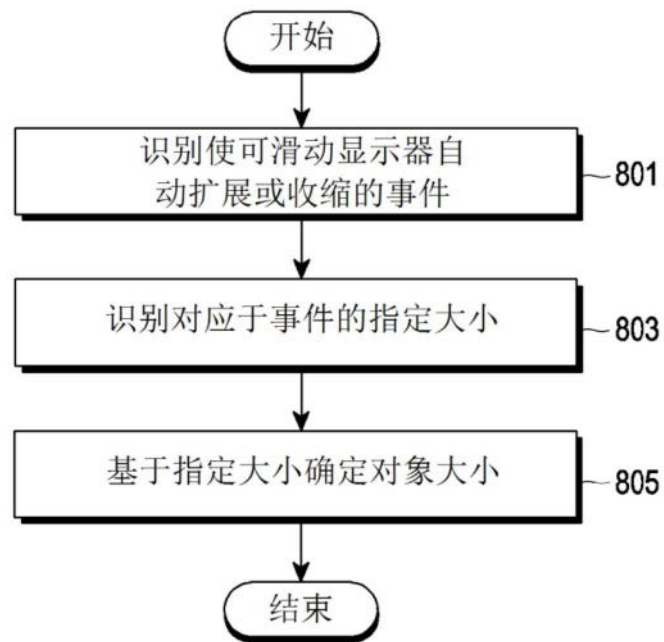 开始
识别使可滑动显示器自
动扩展或收缩的事件
801
识别对应于事件的指定大小
803
基于指定大小确定对象大小
805
结束